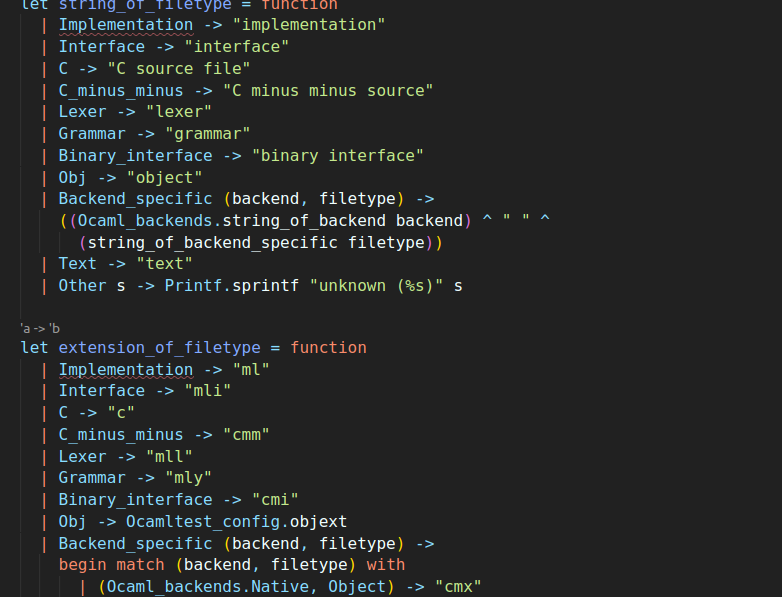 let string_of_filetype = function
  | Implementation -> "implementation"
  | Interface -> "interface"
  | C -> "C source file"
  | C_minus_minus -> "C minus minus source"
  | Lexer -> "lexer"
  | Grammar -> "grammar"
  | Binary_interface -> "binary interface"
  | Obj -> "object"
  | Backend_specific (backend, filetype) ->
    ((Ocaml_backends.string_of_backend backend) ^ " " ^
      (string_of_backend_specific filetype))
  | Text -> "text"
  | Other s -> Printf.sprintf "unknown (%s)" s
'a -> 'b
let extension_of_filetype = function
  | Implementation -> "ml"
  | Interface -> "mli"
  | C -> "c"
  | C_minus_minus -> "cmm"
  | Lexer -> "mll"
  | Grammar -> "mly"
  | Binary_interface -> "cmi"
  | Obj -> Ocamltest_config.objext
  | Backend_specific (backend, filetype) ->
    begin match (backend, filetype) with
      | (Ocaml_backends.Native, Object) -> "cmx"